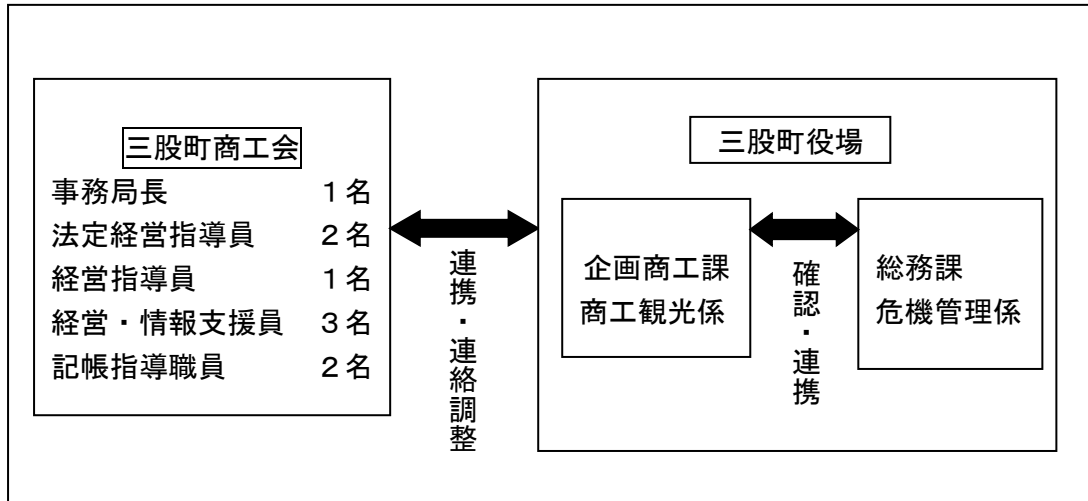 三股町商工会
事務局長 1名
法定経営指導員 2名
経営指導員 1名
経営・情報支援員 3名
記帳指導職員 2名
連携・連絡調整
三股町役場
企画商工課
商工観光係
確認・連携
総務課
危機管理係